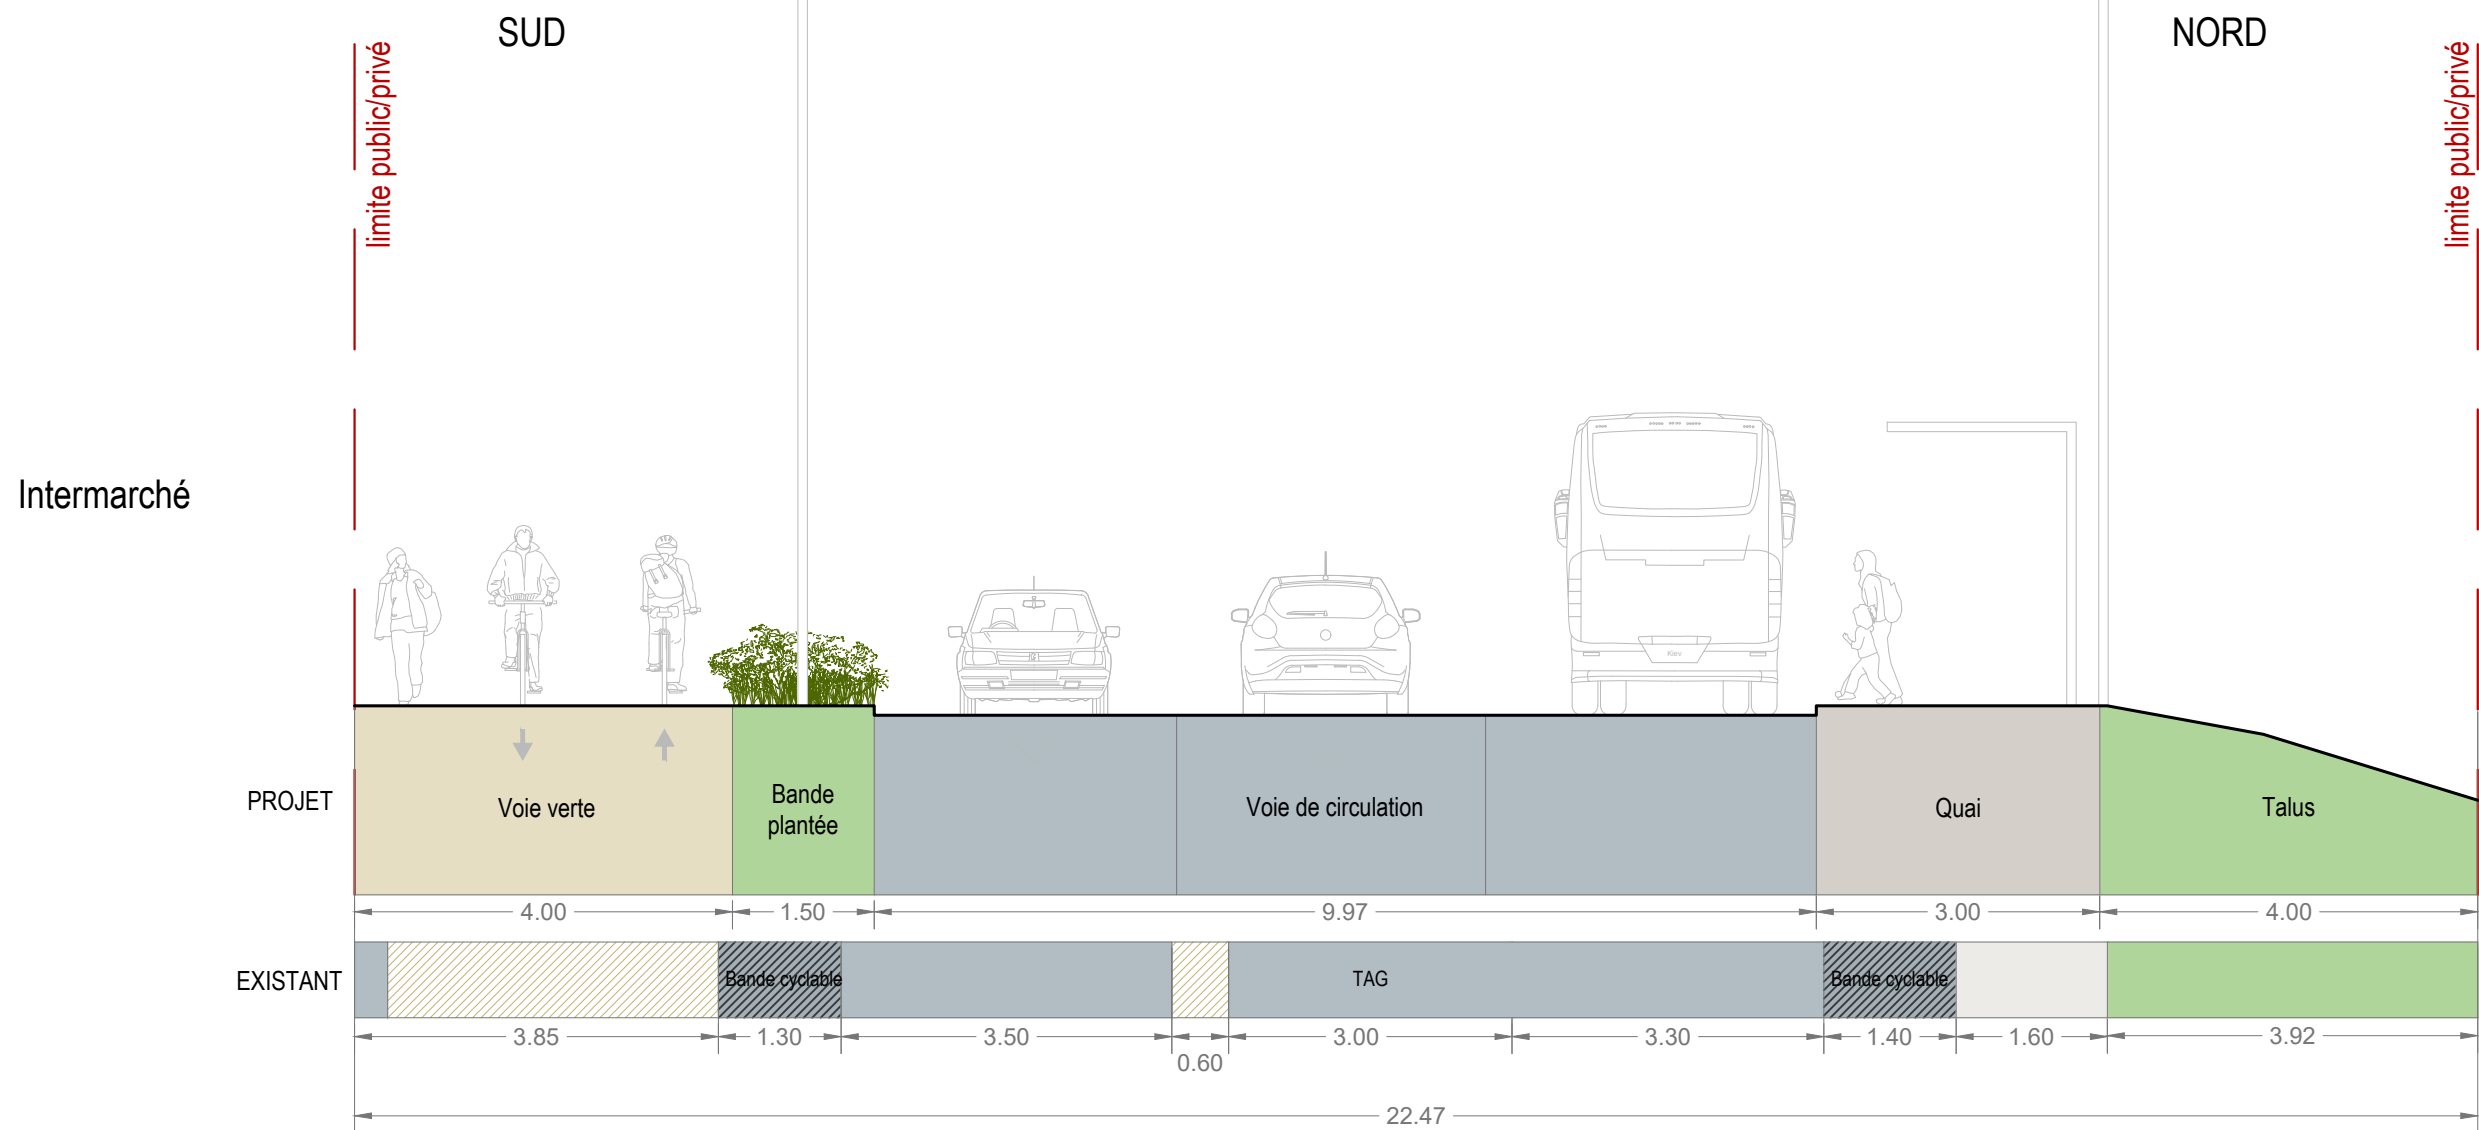 SUD
NORD
limite public/privé
limite public/privé
Intermarché
Kiev
PROJET
Voie verte
Bande
plantée
Voie de circulation
Quai
Talus
4.00
1.50
9.97
3.00
4.00
EXISTANT
Bande cyclable
TAG
Bande cyclable
3.85
1.30
3.50
0.60
3.00
3.30
1.40
1.60
3.92
22.47